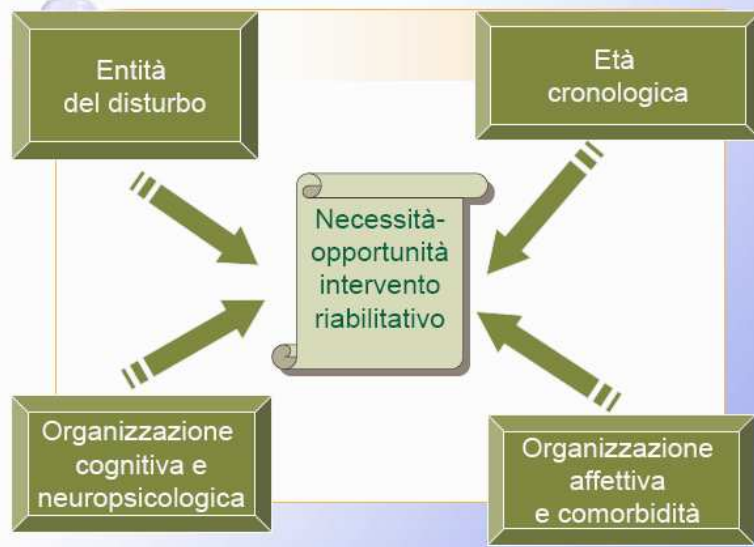 Entità
del disturbo
Età
cronologica
Necessità-
opportunità
intervento
riabilitativo
Organizzazione
cognitiva e
neuropsicologica
Organizzazione
affettiva
e comorbidità